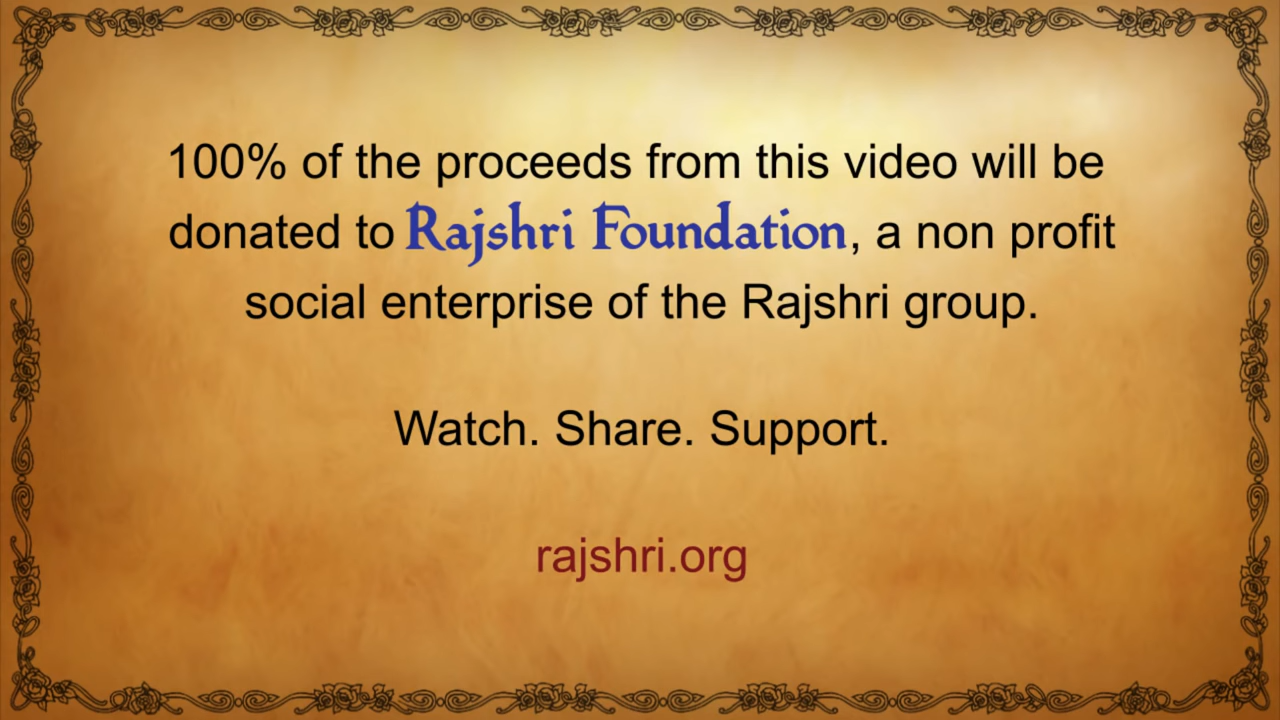 100% of the proceeds from this video will be
donated to Rajshri Foundation, a non profit
social enterprise of the Rajshri group.
Watch. Share. Support.
rajshri.org